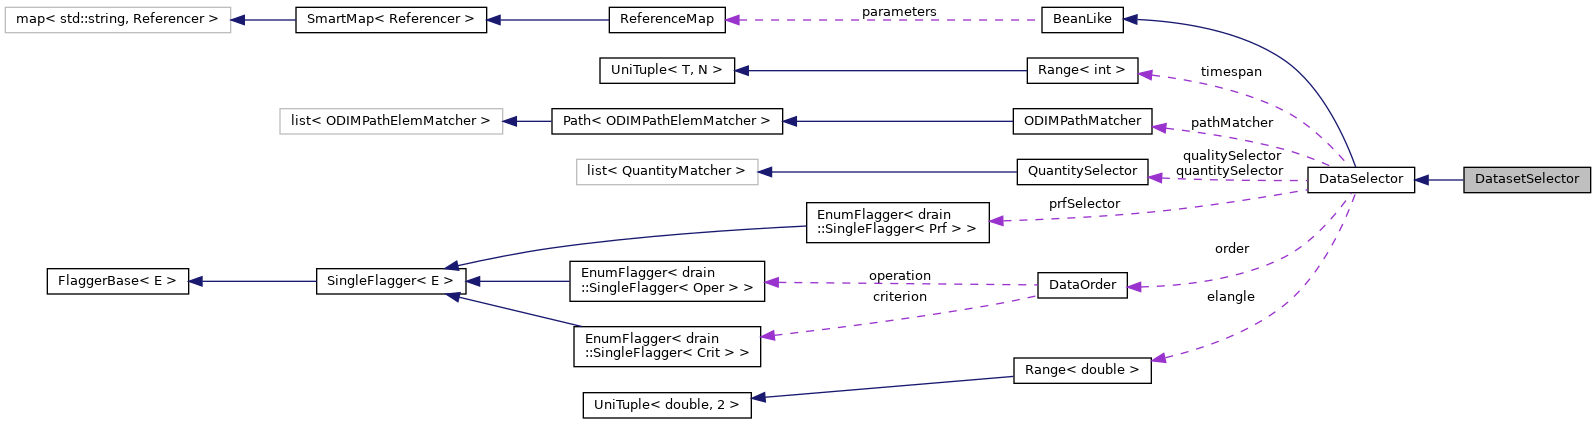 map< std::string, Referencer >
SmartMap< Referencer >
ReferenceMap
parameters
BeanLike
UniTuple< T, N >
Range< int >
timespan
list< ODIMPathElemMatcher >
Path< ODIMPathElemMatcher >
ODIMPathMatcher
pathMatcher
list< QuantityMatcher >
QuantitySelector
qualitySelector
quantitySelector
DataSelector
DatasetSelector
EnumFlagger< drain
::SingleFlagger< Prf > >
prfSelector
order
FlaggerBase< E >
SingleFlagger< E >
EnumFlagger< drain
::SingleFlagger< Oper > >
operation
criterion
DataOrder
elangle
EnumFlagger< drain
::SingleFlagger< Crit > >
Range< double >
UniTuple< double, 2 >